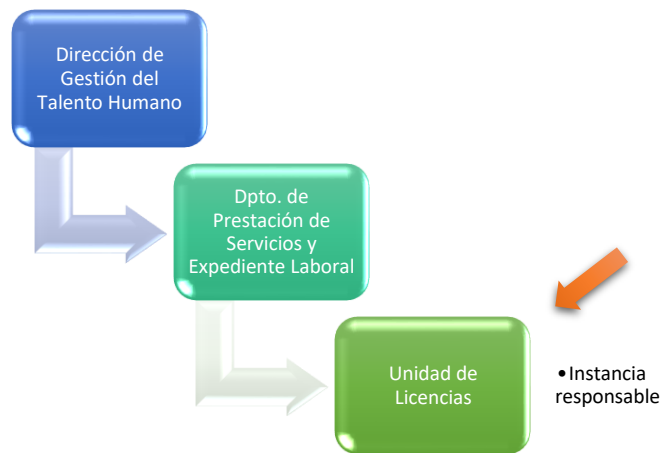 Dirección de
Gestión del
Talento Humano
Dpto. de
Prestación de
Servicios y
Expediente Laboral
Unidad de
Licencias
•Instancia
responsable